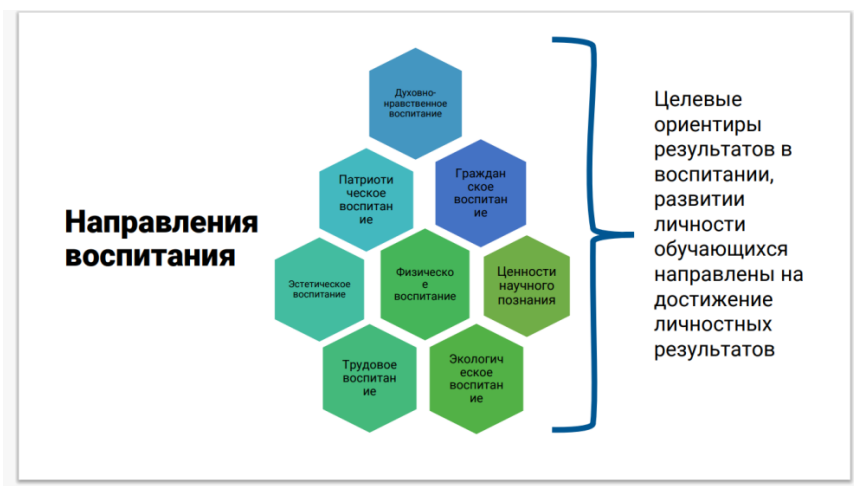 Направления
воспитания
Духовно-
нравственное
воспитание
Патриоти
ческое
воспитан
ие
Граждан
ское
воспитан
ие
Эстетическое
воспитание
Физическо
е
воспитание
Ценности
научного
познания
Трудовое
воспитан
ие
Экологич
еское
воспитан
ие
Целевые
ориентиры
результатов в
воспитании,
развитии
личности
обучающихся
направлены на
достижение
личностных
результатов